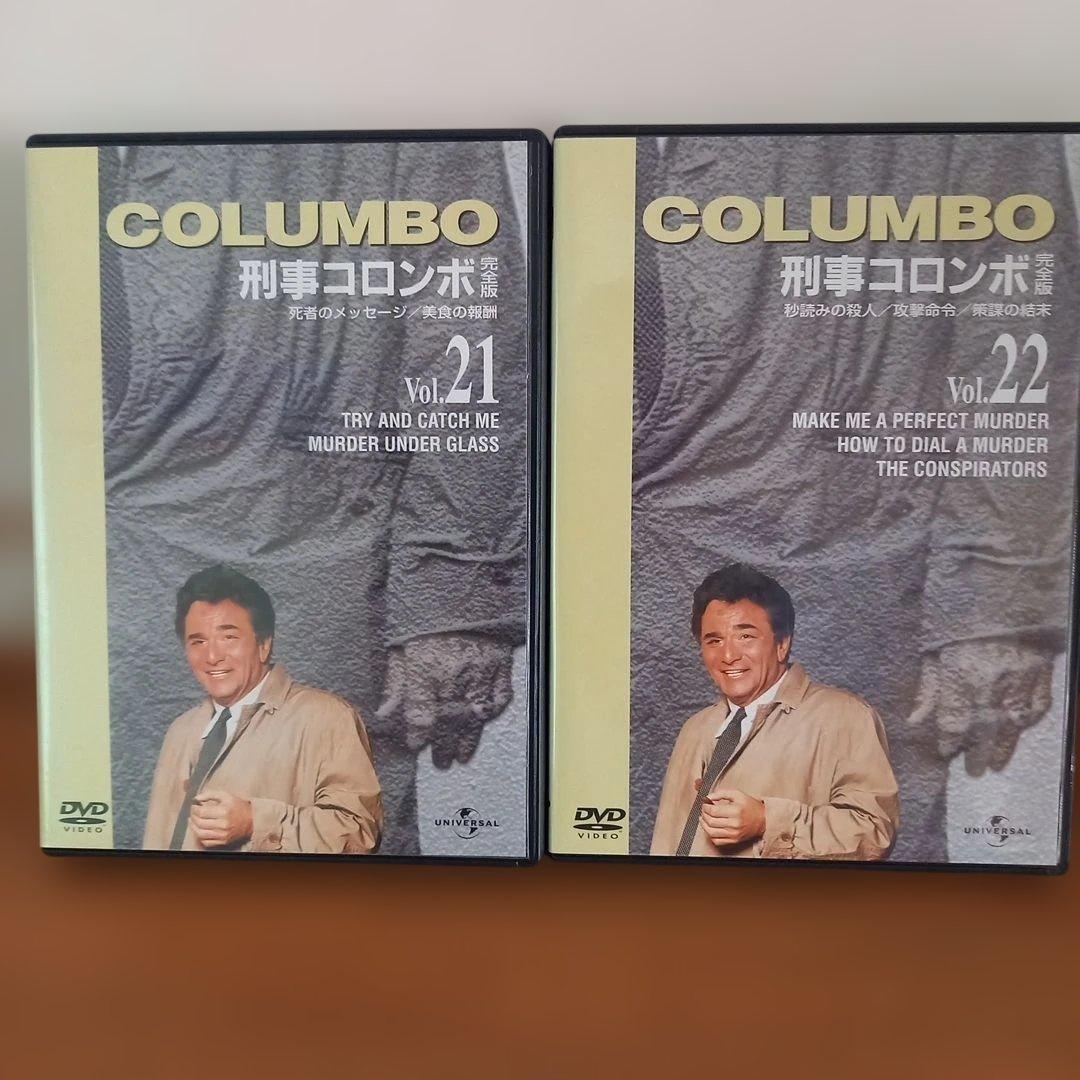 COLUMBO
刑事コロンボ 完全版
死者のメッセージ/美食の報酬
Vol.21
TRY AND CATCH ME
MURDER UNDER GLASS
DVD
VIDEO
UNIVERSAL
COLUMBO
刑事コロンボ 完全版
秒読みの殺人/攻撃命令/策謀の結末
Vol.22
MAKE ME A PERFECT MURDER
HOW TO DIAL A MURDER
THE CONSPIRATORS
DVD
VIDEO
UNIVERSAL